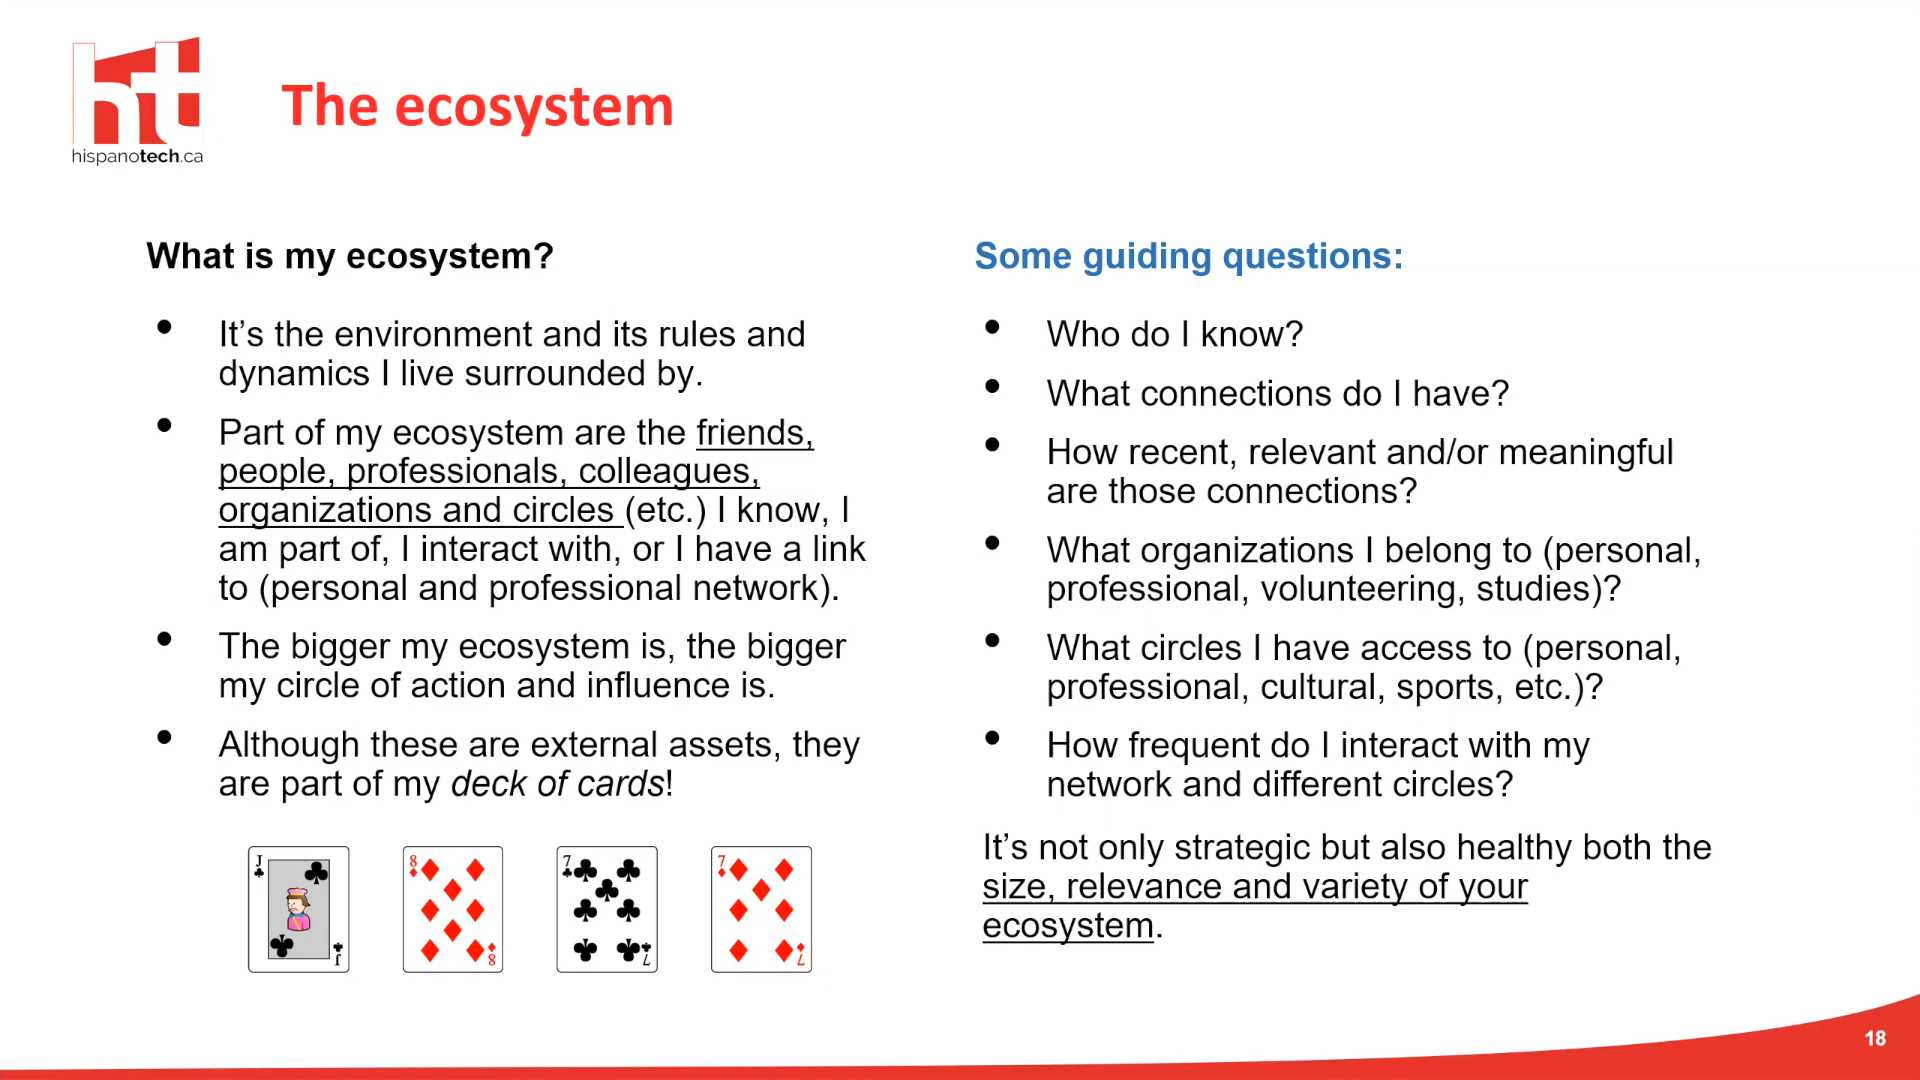 hispanotech.ca
The ecosystem
What is my ecosystem?
• It’s the environment and its rules and
dynamics I live surrounded by.
• Part of my ecosystem are the friends,
people, professionals, colleagues,
organizations and circles (etc.) I know, I
am part of, I interact with, or I have a link
to (personal and professional network).
• The bigger my ecosystem is, the bigger
my circle of action and influence is.
• Although these are external assets, they
are part of my deck of cards!
J
J
8
8
7
7
7
7
Some guiding questions:
• Who do I know?
• What connections do I have?
• How recent, relevant and/or meaningful
are those connections?
• What organizations I belong to (personal,
professional, volunteering, studies)?
• What circles I have access to (personal,
professional, cultural, sports, etc.)?
• How frequent do I interact with my
network and different circles?
It’s not only strategic but also healthy both the
size, relevance and variety of your
ecosystem.
18